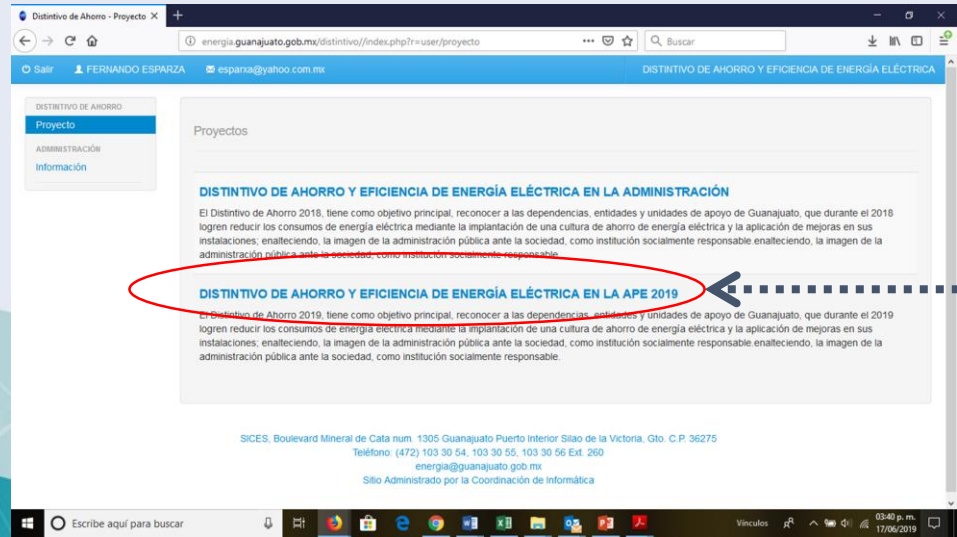 Distintivo de Ahorro - Proyecto
energia.guanajuato.gob.mx/distintivo//index.php?r=user/proyecto
Buscar
Salir FERNANDO ESPARZA esparxa@yahoo.com.mx DISTINTIVO DE AHORRO Y EFICIENCIA DE ENERGÍA ELÉCTRICA
DISTINTIVO DE AHORRO
Proyecto
ADMINISTRACIÓN
Información
Proyectos
DISTINTIVO DE AHORRO Y EFICIENCIA DE ENERGÍA ELÉCTRICA EN LA ADMINISTRACIÓN
El Distintivo de Ahorro 2018, tiene como objetivo principal, reconocer a las dependencias, entidades y unidades de apoyo de Guanajuato, que durante el 2018
logren reducir los consumos de energía eléctrica mediante la implantación de una cultura de ahorro de energía eléctrica y la aplicación de mejoras en sus
instalaciones; enalteciendo, la imagen de la administración pública ante la sociedad, como institución socialmente responsable.enalteciendo, la imagen de la
administración pública ante la sociedad, como institución socialmente responsable.
DISTINTIVO DE AHORRO Y EFICIENCIA DE ENERGÍA ELÉCTRICA EN LA APE 2019
El Distintivo de Ahorro 2019, tiene como objetivo principal, reconocer a las dependencias, entidades y unidades de apoyo de Guanajuato, que durante el 2019
logren reducir los consumos de energía eléctrica mediante la implantación de una cultura de ahorro de energía eléctrica y la aplicación de mejoras en sus
instalaciones; enalteciendo, la imagen de la administración pública ante la sociedad, como institución socialmente responsable.enalteciendo, la imagen de la
administración pública ante la sociedad, como institución socialmente responsable.
SICES, Boulevard Mineral de Cata num. 1305 Guanajuato Puerto Interior Silao de la Victoria, Gto. C.P. 36275
Teléfono: (472) 103 30 54, 103 30 55, 103 30 56 Ext. 260
energia@guanajuato.gob.mx
Sitio Administrado por la Coordinación de Informática
Escribe aquí para buscar
Vínculos
03:40 p. m.
17/06/2019